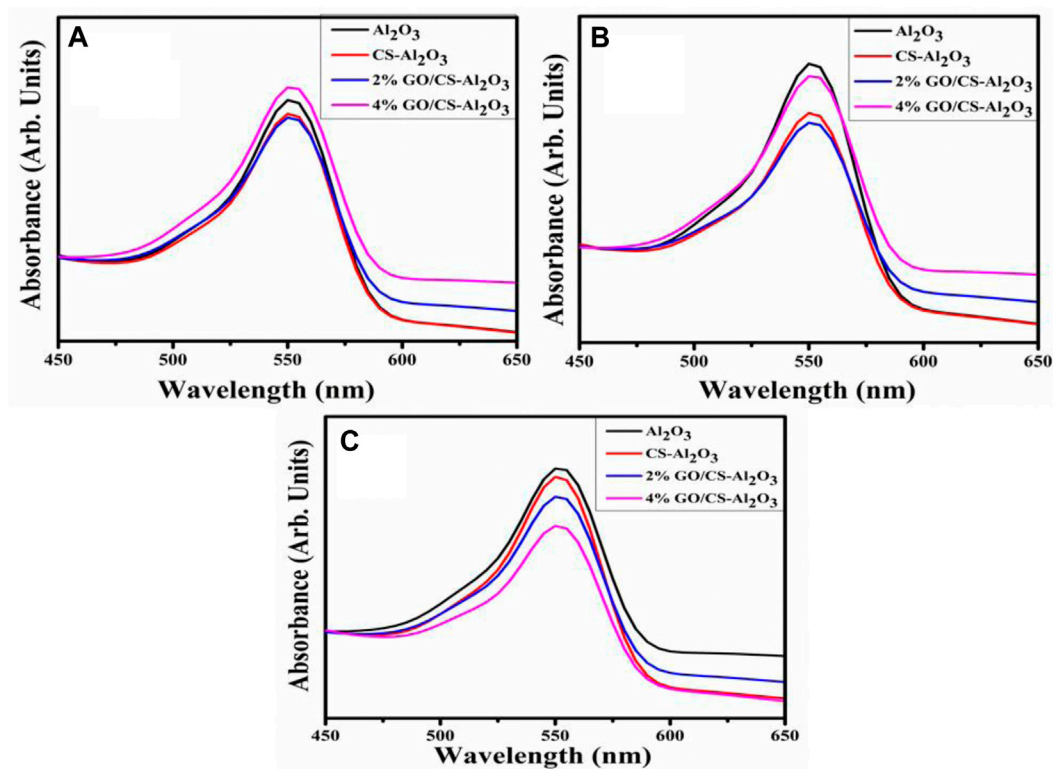 A
Al₂O₃
CS-Al₂O₃
2% GO/CS-Al₂O₃
4% GO/CS-Al₂O₃
Absorbance (Arb. Units)
450 500 550 600 650
Wavelength (nm)
B
Al₂O₃
CS-Al₂O₃
2% GO/CS-Al₂O₃
4% GO/CS-Al₂O₃
Absorbance (Arb. Units)
450 500 550 600 650
Wavelength (nm)
C
Al₂O₃
CS-Al₂O₃
2% GO/CS-Al₂O₃
4% GO/CS-Al₂O₃
Absorbance (Arb. Units)
450 500 550 600 650
Wavelength (nm)